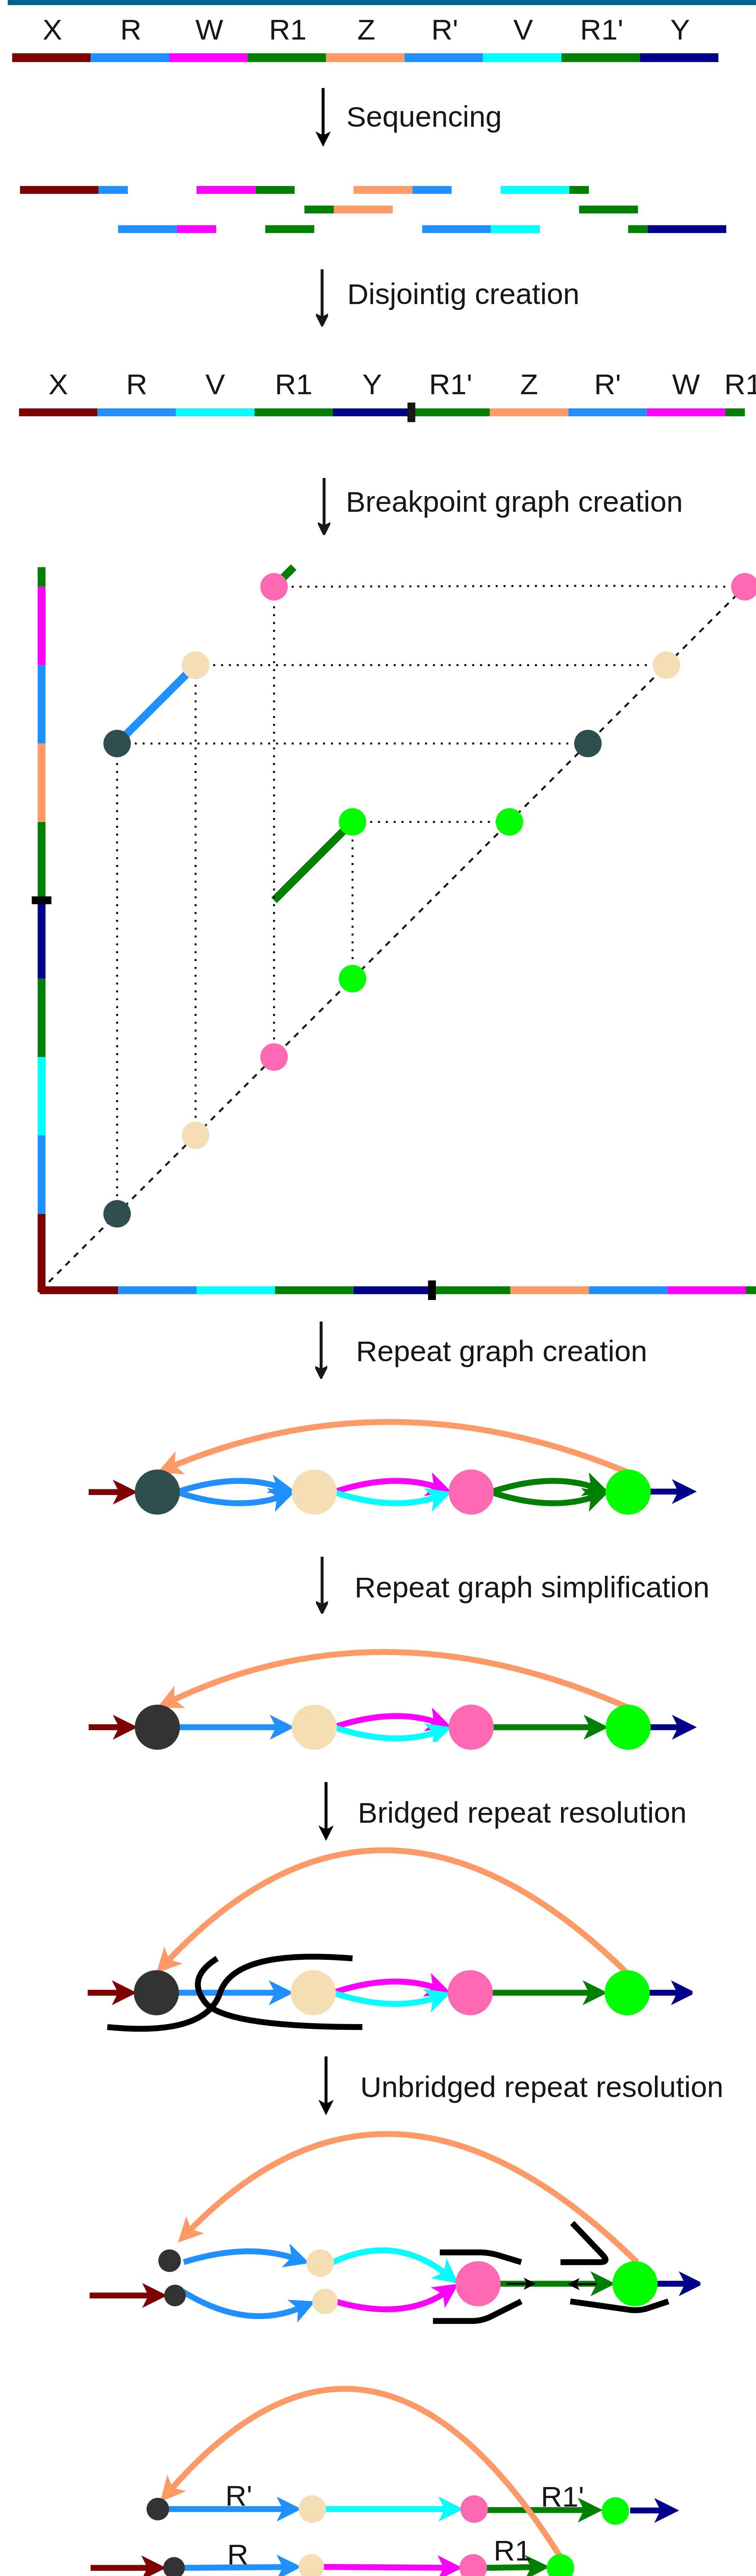 X R W R1 Z R' V R1' Y
Sequencing
Disjointig creation
X R V R1 Y R1' Z R' W R1
Breakpoint graph creation
Repeat graph creation
Repeat graph simplification
Bridged repeat resolution
Unbridged repeat resolution
R' R1'
R R1